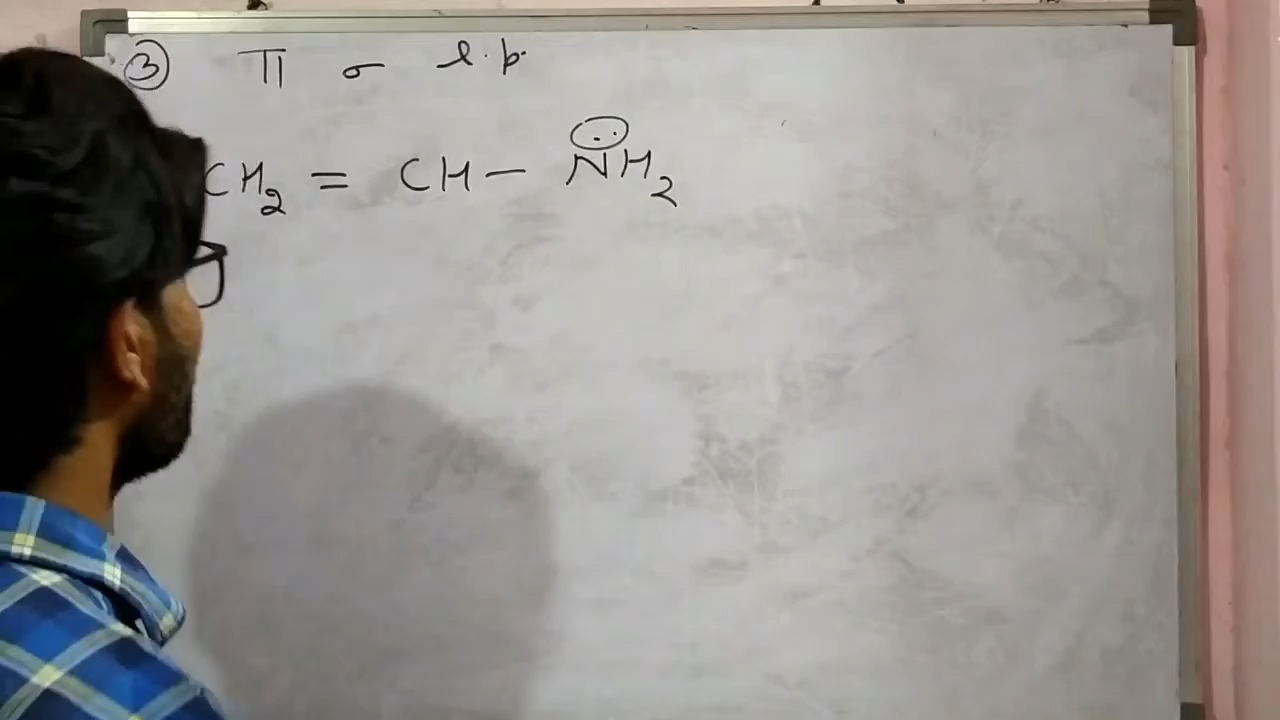 ③ π σ l.p.
CH₂ = CH – N̈H₂